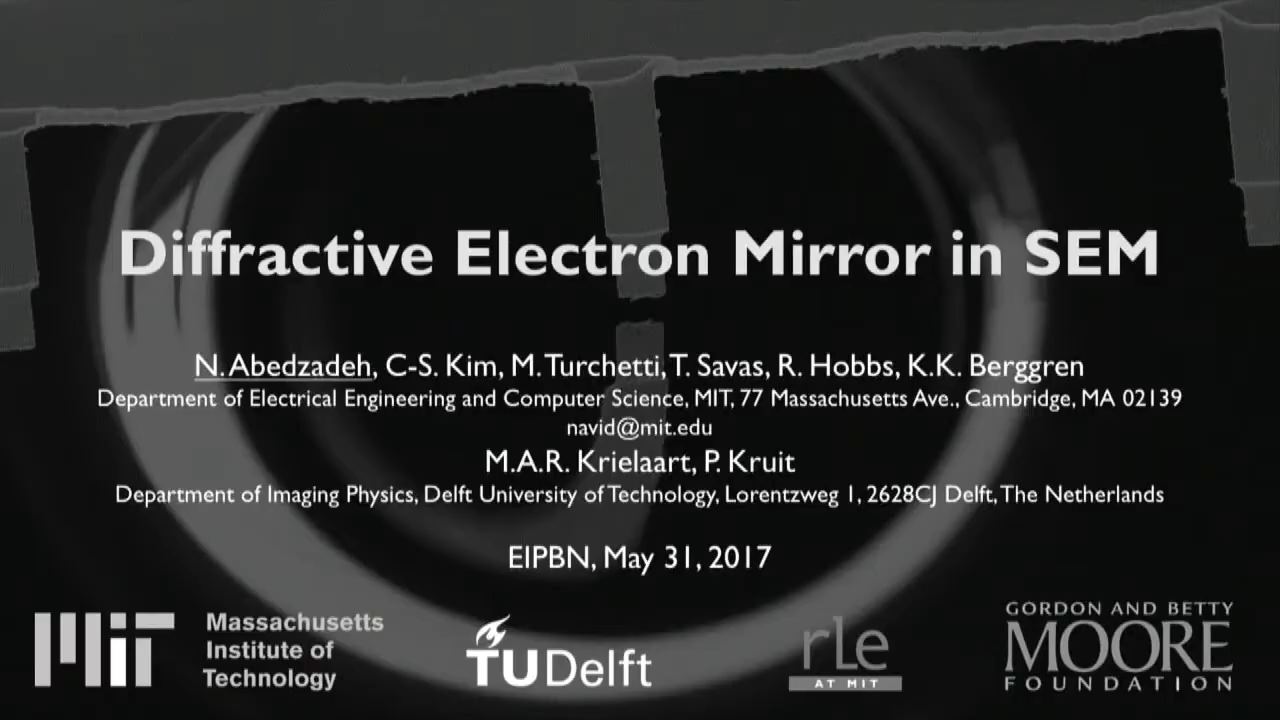 Diffractive Electron Mirror in SEM
N. Abedzadeh, C-S. Kim, M. Turchetti, T. Savas, R. Hobbs, K.K. Berggren
Department of Electrical Engineering and Computer Science, MIT, 77 Massachusetts Ave., Cambridge, MA 02139
navid@mit.edu
M.A.R. Krielaart, P. Kruit
Department of Imaging Physics, Delft University of Technology, Lorentzweg 1, 2628CJ Delft, The Netherlands
EIPBN, May 31, 2017
MIT
Massachusetts
Institute of
Technology
TUDelft
rle
AT MIT
GORDON AND BETTY
MOORE
FOUNDATION